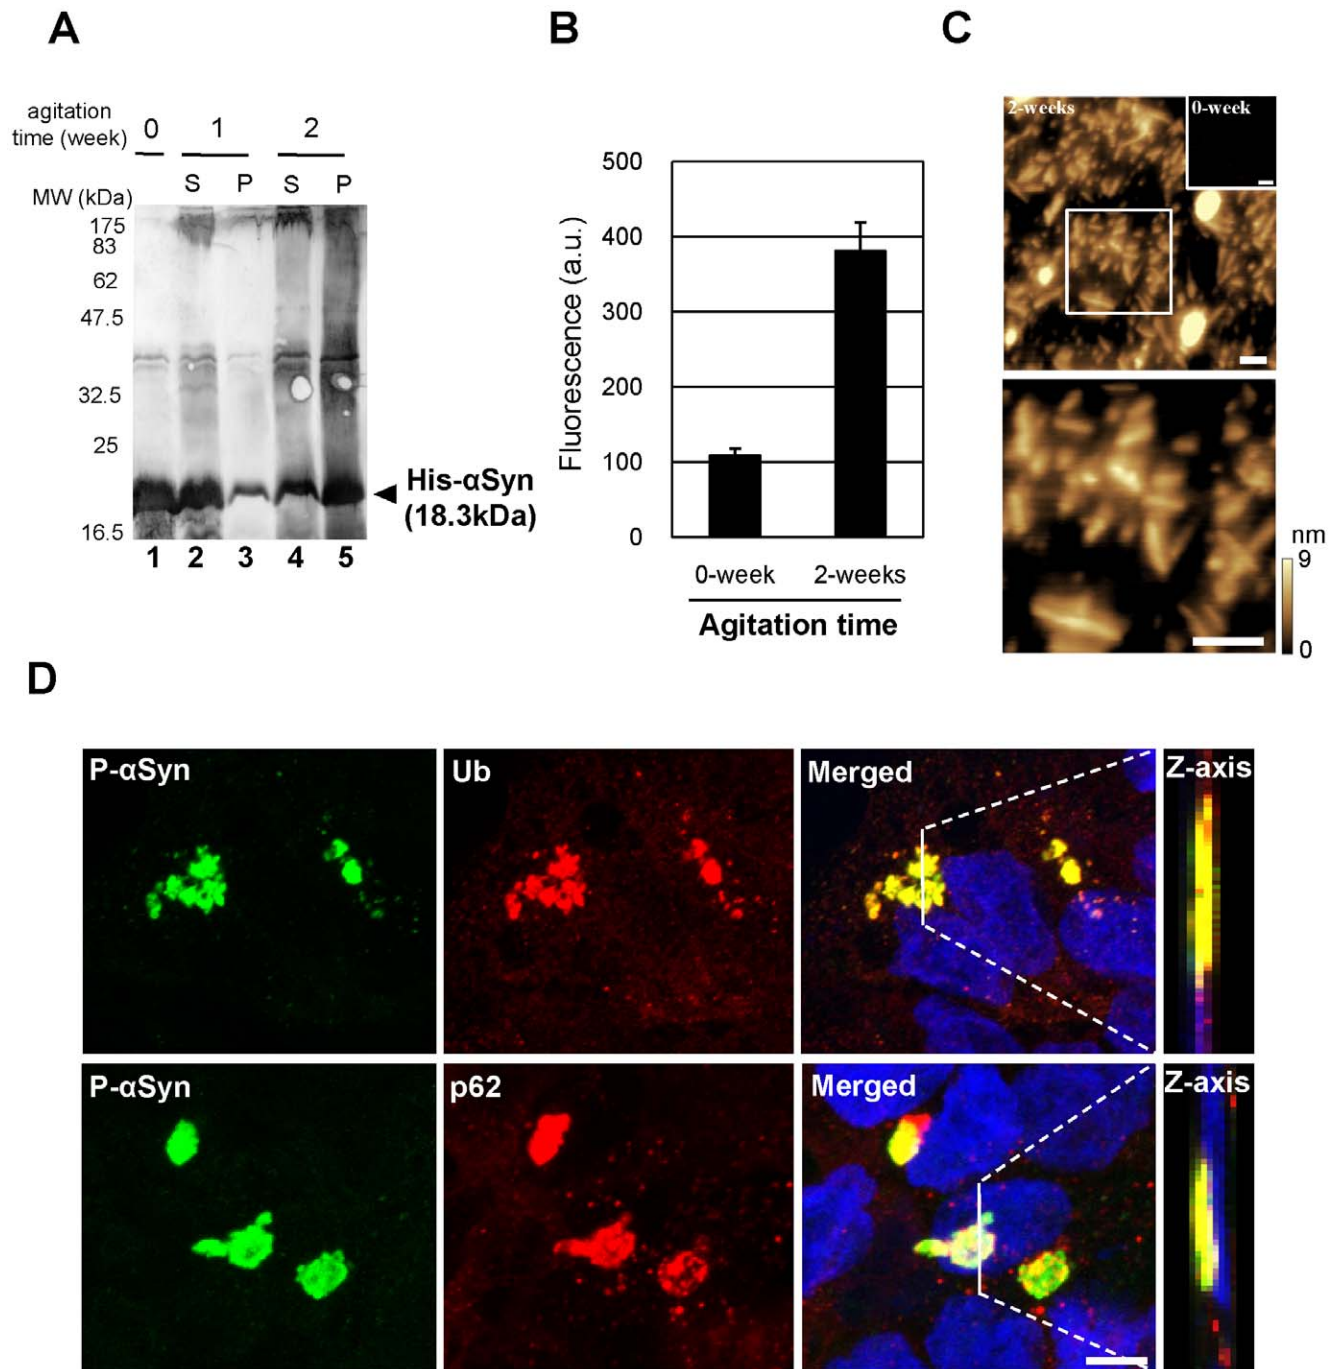 A
agitation
time (week)
0 1 2
S P S P
MW (kDa)
175
83
62
47.5
32.5
25
16.5
His-αSyn
(18.3kDa)
1 2 3 4 5
B
500
400
300
200
100
0
Fluorescence (a.u.)
0-week 2-weeks
Agitation time
C
2-weeks
0-week
nm
9
0
D
P-αSyn
Ub
Merged
Z-axis
P-αSyn
p62
Merged
Z-axis